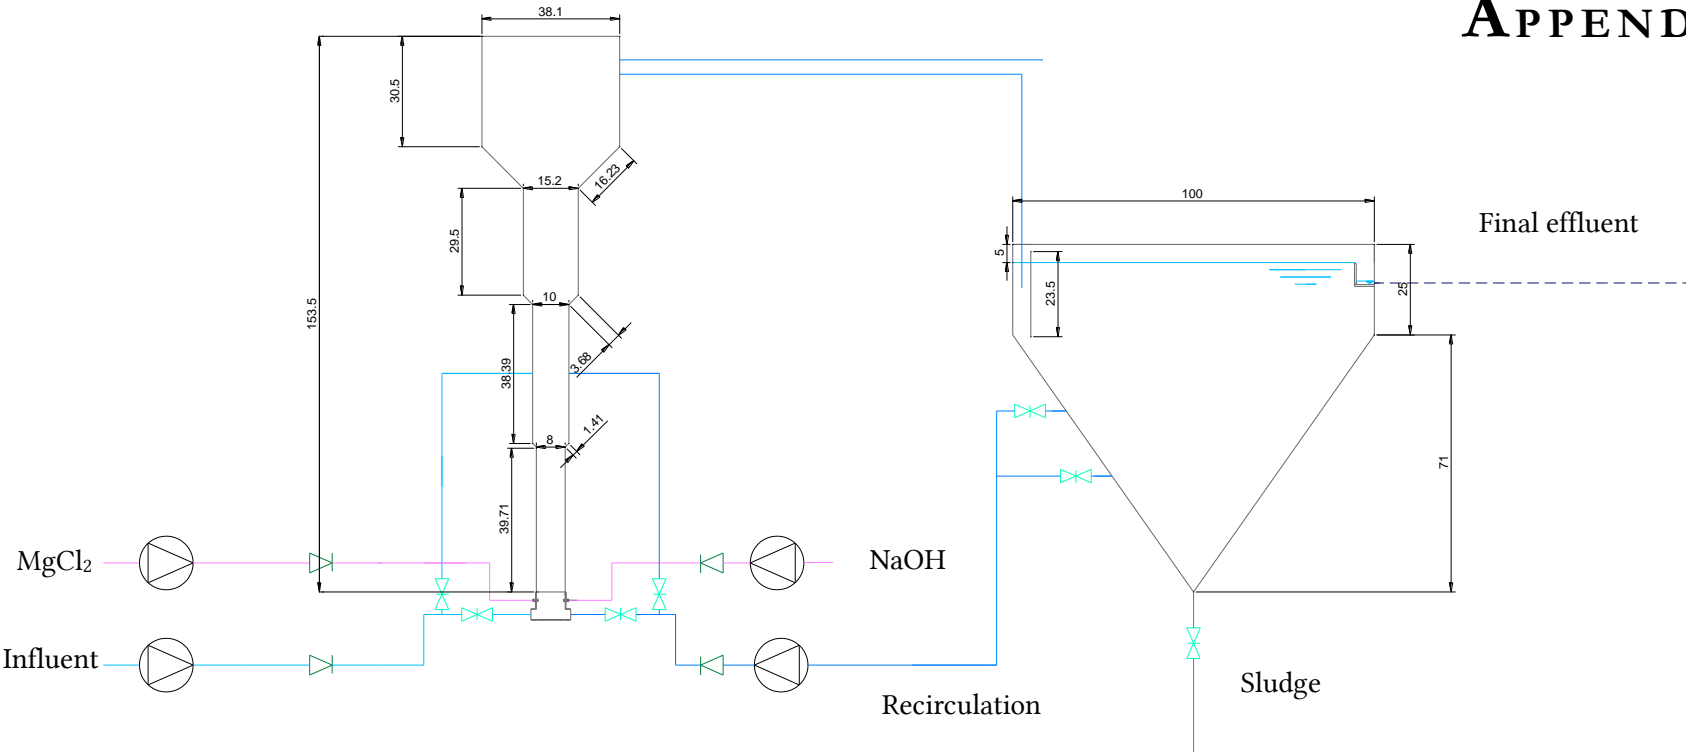 APPEND
38.1
30.5
15.2
16.23
100
Final effluent
29.5
5
23.5
25
10
153.5
38.39
3.68
8
1.41
71
39.71
MgCl₂
NaOH
Influent
Sludge
Recirculation